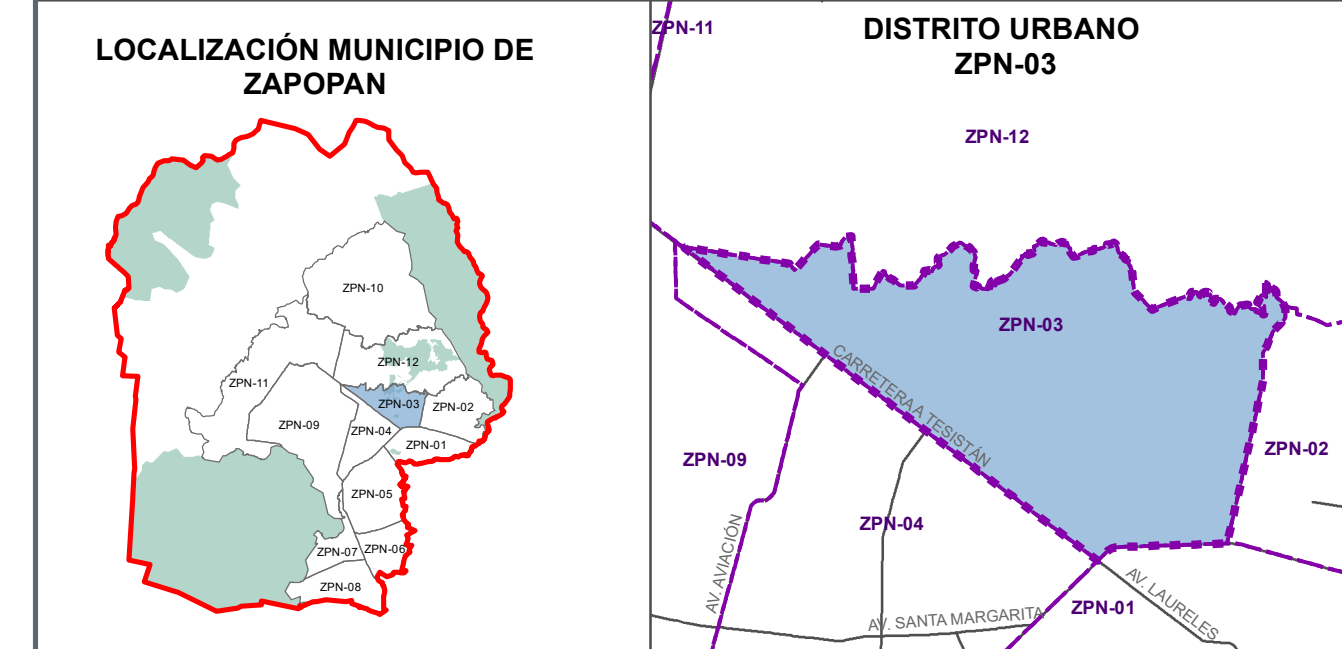 LOCALIZACIÓN MUNICIPIO DE
ZAPOPAN
ZPN-10
ZPN-12
ZPN-11
ZPN-03
ZPN-02
ZPN-09
ZPN-04
ZPN-01
ZPN-05
ZPN-07
ZPN-06
ZPN-08
DISTRITO URBANO
ZPN-03
ZPN-11
ZPN-12
ZPN-03
CARRETERA A TESISTÁN
ZPN-09
ZPN-02
ZPN-04
AV. AVIACIÓN
AV. LAURELES
ZPN-01
AV. SANTA MARGARITA